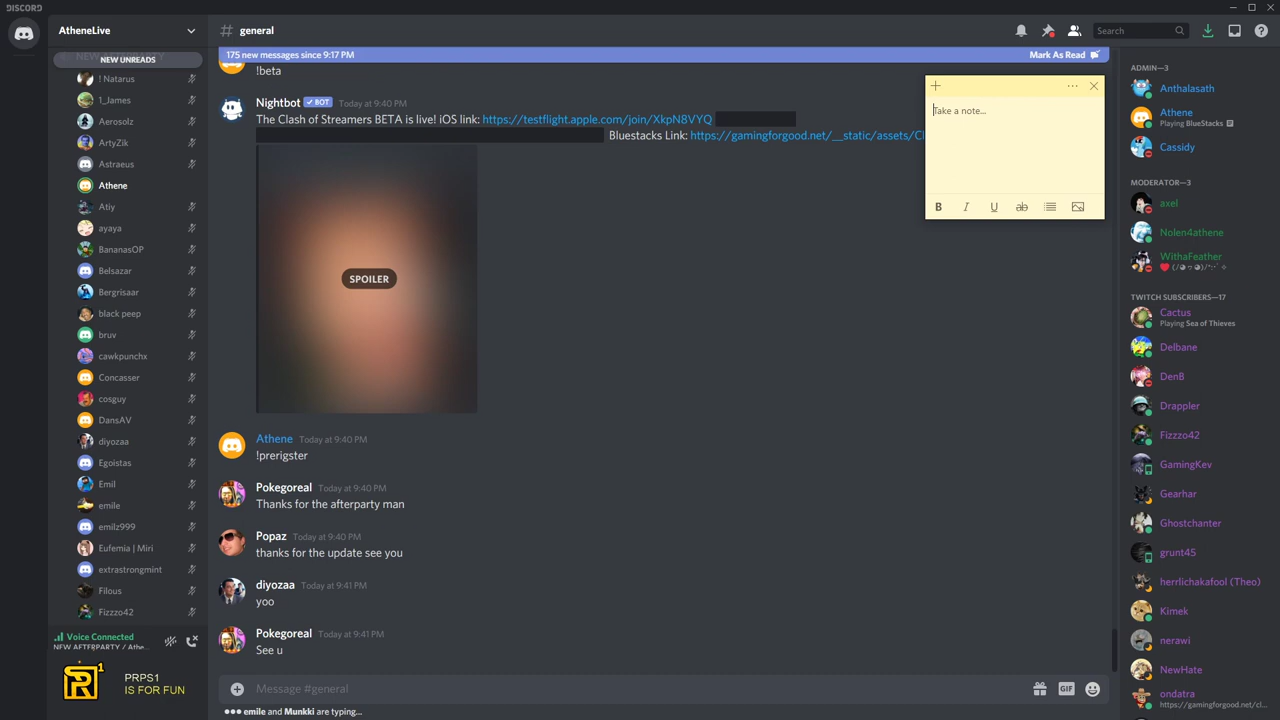 DISCORD
AtheneLive
# general
Search
175 new messages since 9:17 PM
Mark As Read
NEW UNREADS
! Natarus
1_James
Aerosolz
ArtyZik
Astraeus
Athene
Atiy
ayaya
BananasOP
Belsazar
Bergrisaar
black peep
bruv
cawkpunchx
Concasser
cosguy
DansAV
diyozaa
Egoistas
Emil
emile
emilz999
Eufemia | Miri
extrastrongmint
Filous
Fizzzo42
Voice Connected
NEW AFTERPARTY / Athe...
PRPS1
IS FOR FUN
!beta
Nightbot BOT Today at 9:40 PM
The Clash of Streamers BETA is live! iOS link: https://testflight.apple.com/join/XkpN8VYQ
Bluestacks Link: https://gamingforgood.net/__static/assets/Cl
SPOILER
Athene Today at 9:40 PM
!prerigster
Pokegoreal Today at 9:40 PM
Thanks for the afterparty man
Popaz Today at 9:40 PM
thanks for the update see you
diyozaa Today at 9:41 PM
yoo
Pokegoreal Today at 9:41 PM
See u
Message #general
GIF
emile and Munkki are typing...
Take a note...
B I U ab
ADMIN—3
Anthalasath
Athene
Playing BlueStacks
Cassidy
MODERATOR—3
axel
Nolen4athene
WithaFeather
TWITCH SUBSCRIBERS—17
Cactus
Playing Sea of Thieves
Delbane
DenB
Drappler
Fizzzo42
GamingKev
Gearhar
Ghostchanter
grunt45
herrlichakafool (Theo)
Kimek
nerawi
NewHate
ondatra
https://gamingforgood.net/cl...